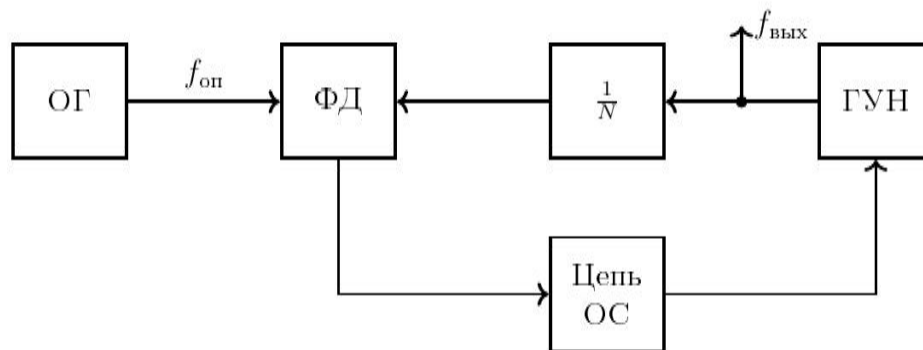 ОГ
f_оп
ФД
1/N
f_вых
ГУН
Цепь
ОС